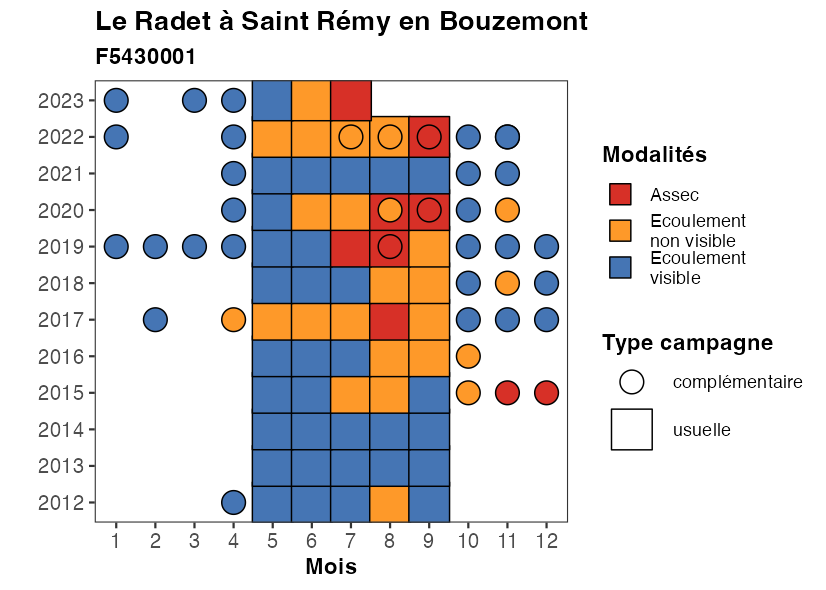 Le Radet à Saint Rémy en Bouzemont
F5430001
2023
2022
2021
2020
2019
2018
2017
2016
2015
2014
2013
2012
1 2 3 4 5 6 7 8 9 10 11 12
Mois
Modalités
Assec
Ecoulement
non visible
Ecoulement
visible
Type campagne
complémentaire
usuelle